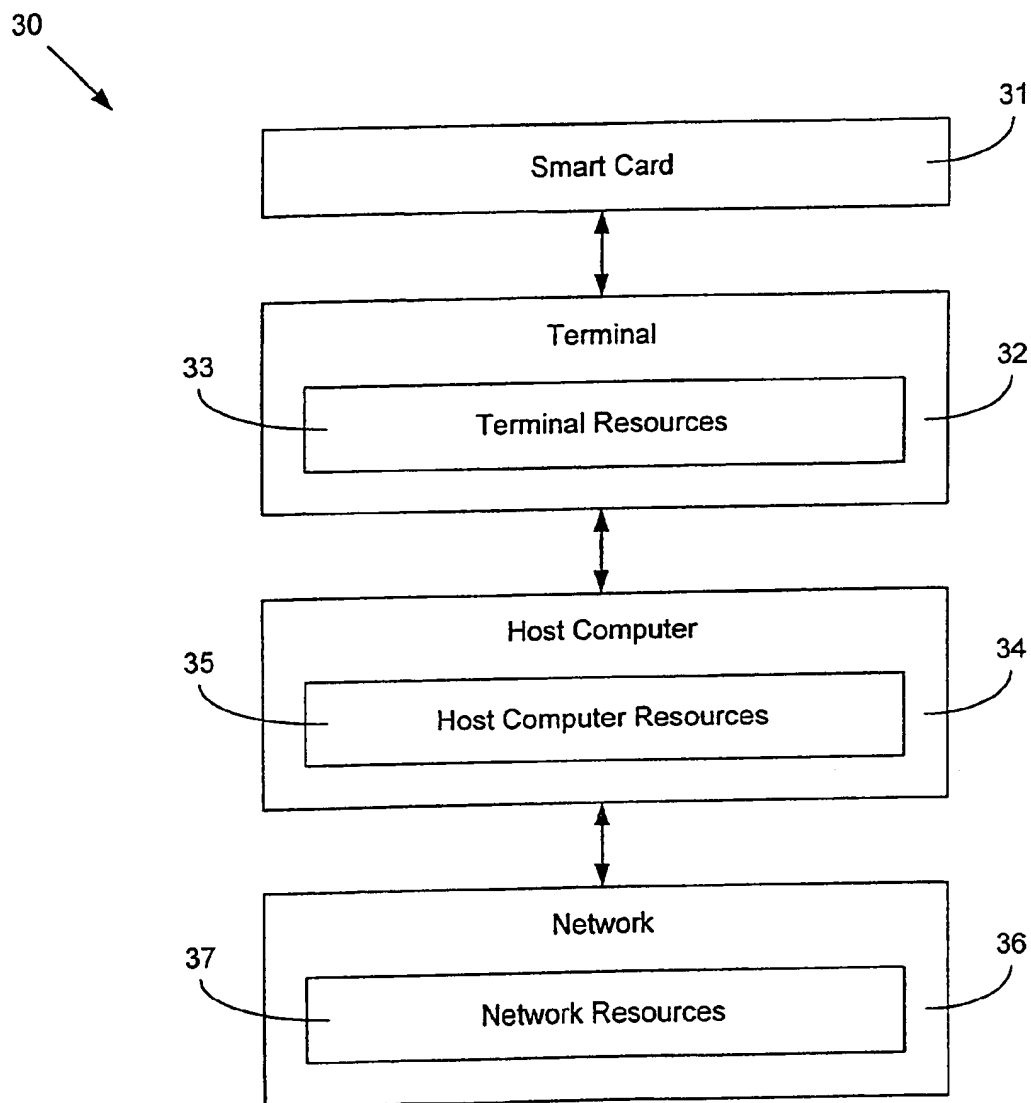 30
31
Smart Card
Terminal
33
32
Terminal Resources
Host Computer
35
34
Host Computer Resources
Network
37
36
Network Resources